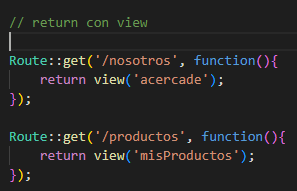 // return con view
Route::get('/nosotros', function(){
    return view('acercade');
});
Route::get('/productos', function(){
    return view('misProductos');
});